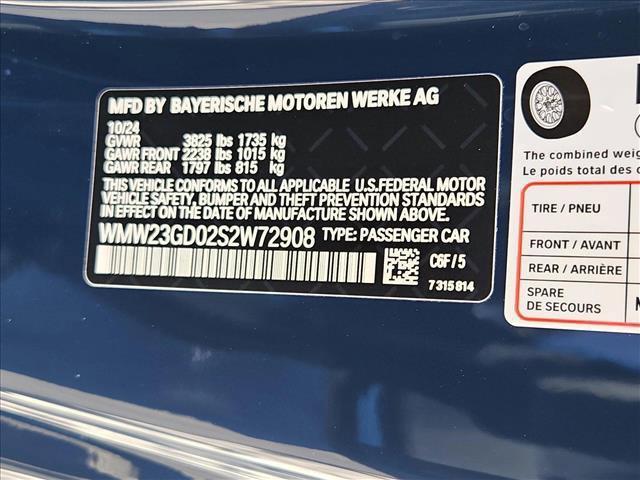 MFD BY BAYERISCHE MOTOREN WERKE AG
10/24
GVWR 3825 lbs 1735 kg
GAWR FRONT 2238 lbs 1015 kg
GAWR REAR 1797 lbs 815 kg
THIS VEHICLE CONFORMS TO ALL APPLICABLE U.S.FEDERAL MOTOR
VEHICLE SAFETY, BUMPER, AND THEFT PREVENTION STANDARDS
IN EFFECT ON THE DATE OF MANUFACTURE SHOWN ABOVE.
WMW23GD02S2W72908 TYPE: PASSENGER CAR
C6F / 5
7 315 814
The combined weig
Le poids total des c
TIRE / PNEU
FRONT / AVANT
REAR / ARRIÈRE
SPARE
DE SECOURS